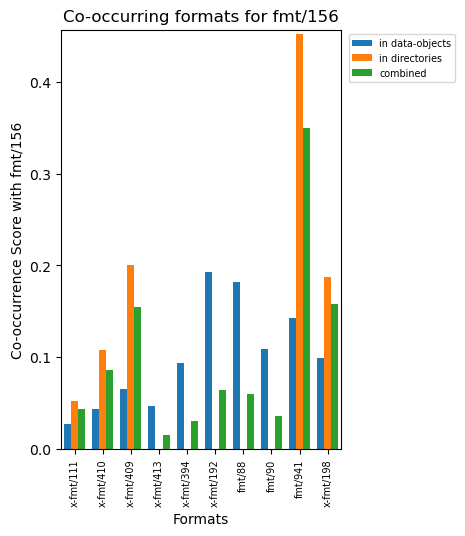 Co-occurring formats for fmt/156
in data-objects
in directories
combined
Co-occurrence Score with fmt/156
0.4
0.3
0.2
0.1
0.0
x-fmt/111
x-fmt/410
x-fmt/409
x-fmt/413
x-fmt/394
x-fmt/192
fmt/88
fmt/90
fmt/941
x-fmt/198
Formats